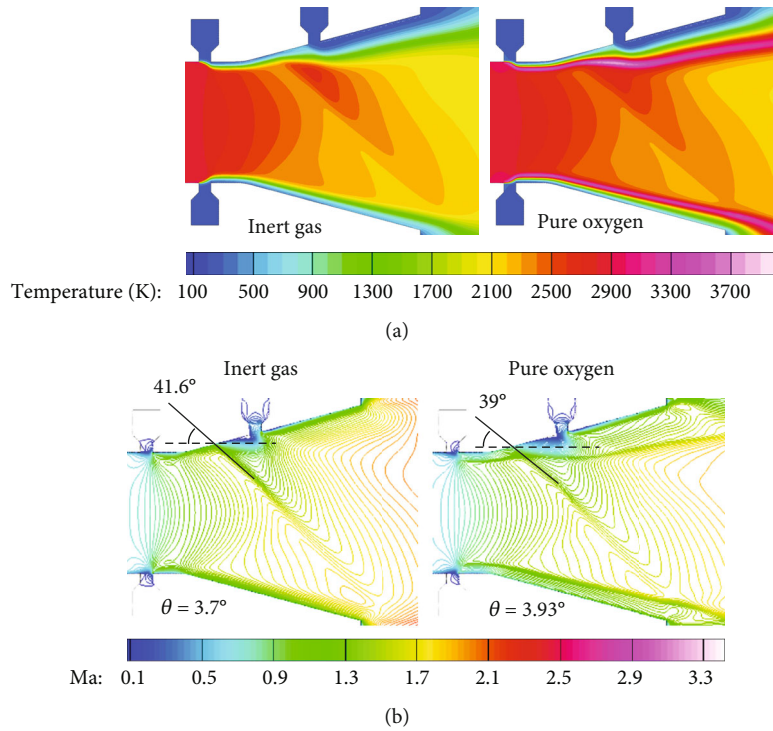 Inert gas
Pure oxygen
Temperature (K): 100 500 900 1300 1700 2100 2500 2900 3300 3700
(a)
Inert gas
Pure oxygen
41.6°
39°
θ = 3.7°
θ = 3.93°
Ma: 0.1 0.5 0.9 1.3 1.7 2.1 2.5 2.9 3.3
(b)